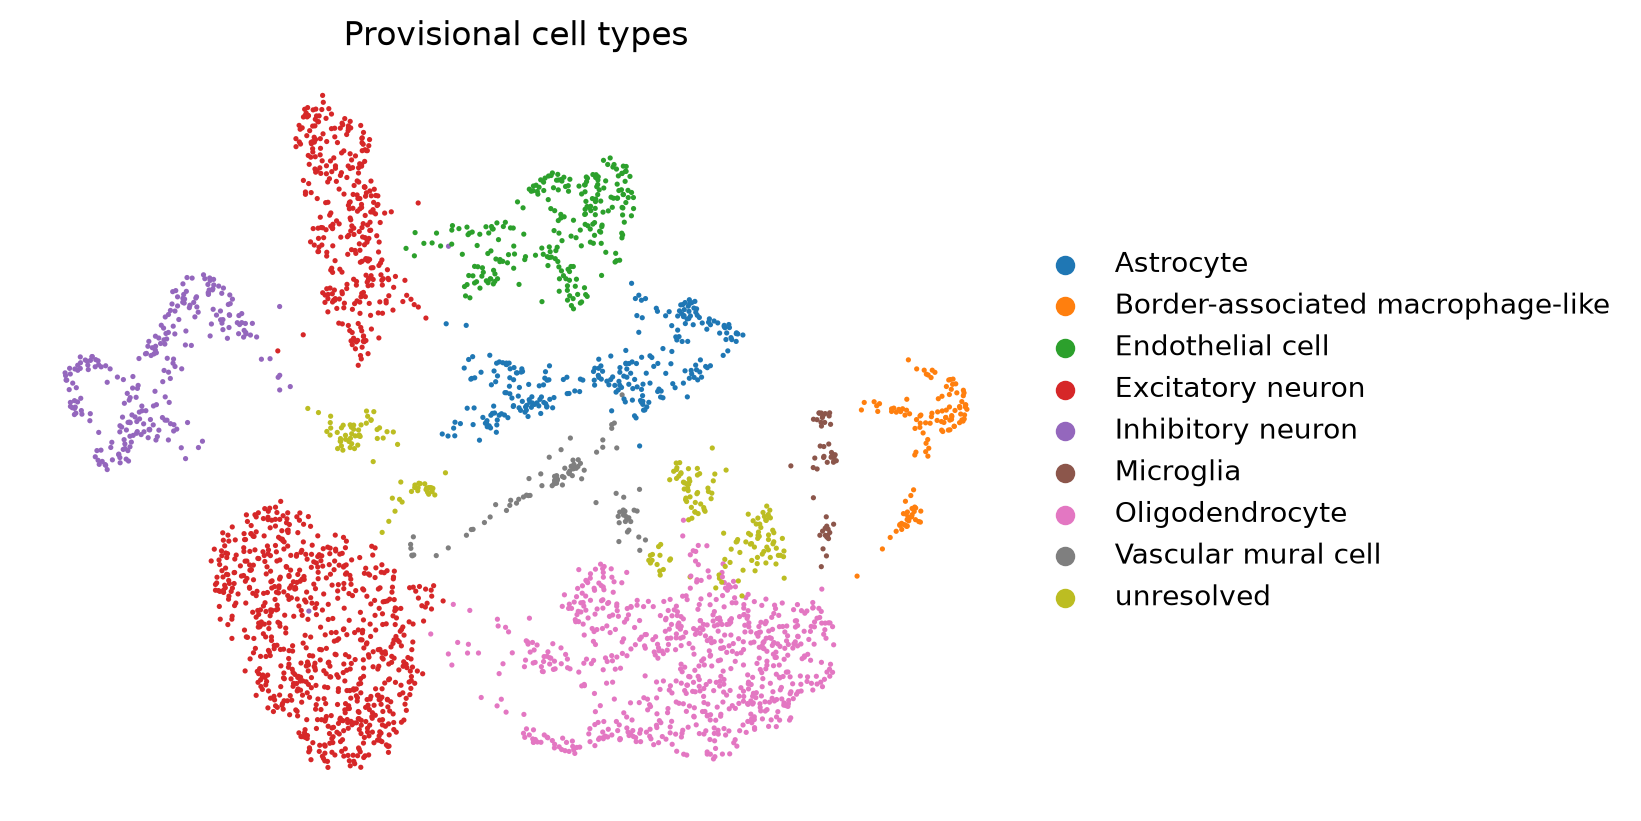 Provisional cell types
Astrocyte
Border-associated macrophage-like
Endothelial cell
Excitatory neuron
Inhibitory neuron
Microglia
Oligodendrocyte
Vascular mural cell
unresolved